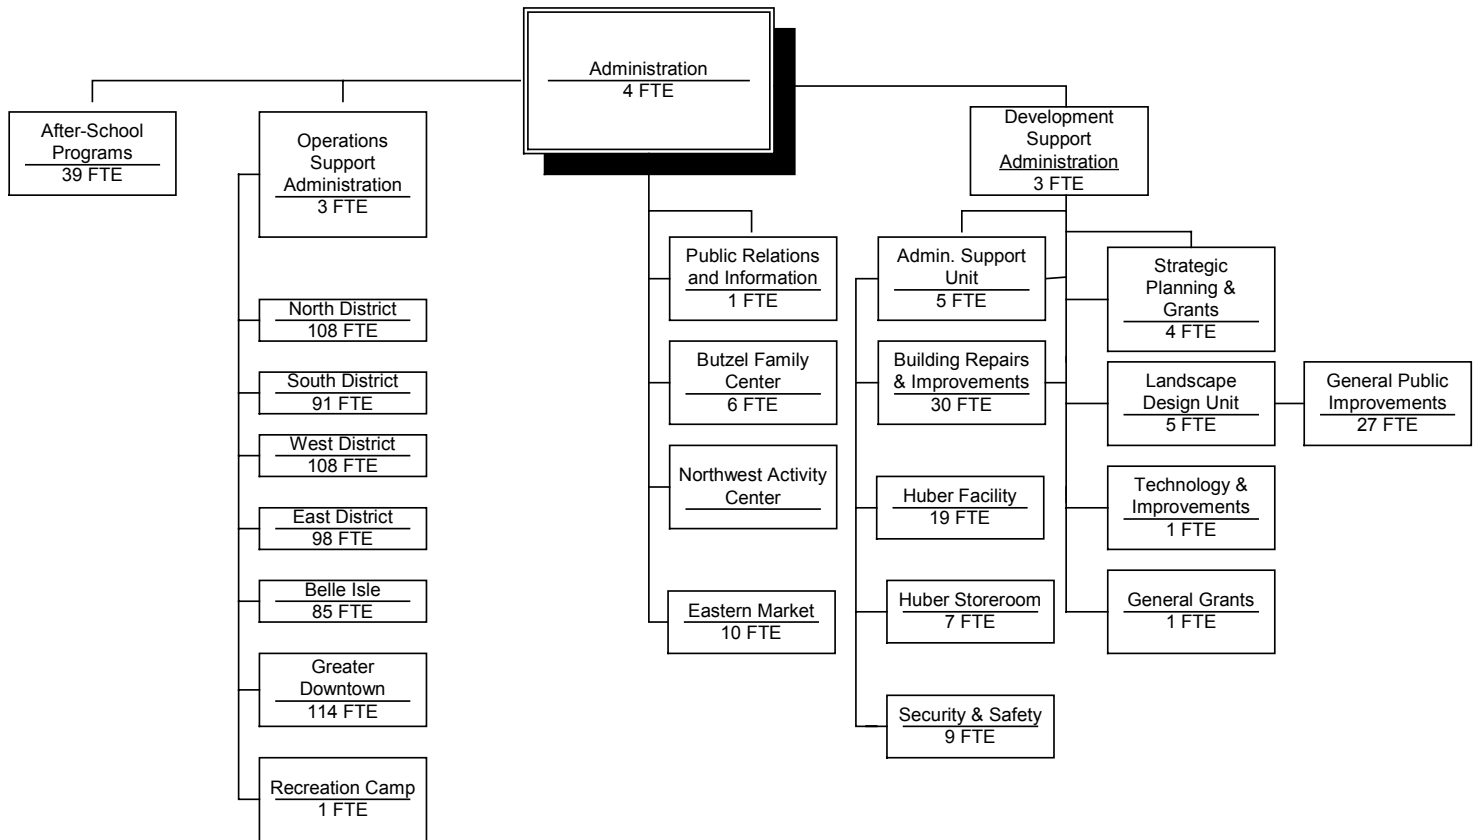 Administration
4 FTE
After-School
Programs
39 FTE
Operations
Support
Administration
3 FTE
North District
108 FTE
South District
91 FTE
West District
108 FTE
East District
98 FTE
Belle Isle
85 FTE
Greater
Downtown
114 FTE
Recreation Camp
1 FTE
Public Relations
and Information
1 FTE
Butzel Family
Center
6 FTE
Northwest Activity
Center
Eastern Market
10 FTE
Development
Support
Administration
3 FTE
Admin. Support
Unit
5 FTE
Building Repairs
& Improvements
30 FTE
Huber Facility
19 FTE
Huber Storeroom
7 FTE
Security & Safety
9 FTE
Strategic
Planning &
Grants
4 FTE
Landscape
Design Unit
5 FTE
General Public
Improvements
27 FTE
Technology &
Improvements
1 FTE
General Grants
1 FTE